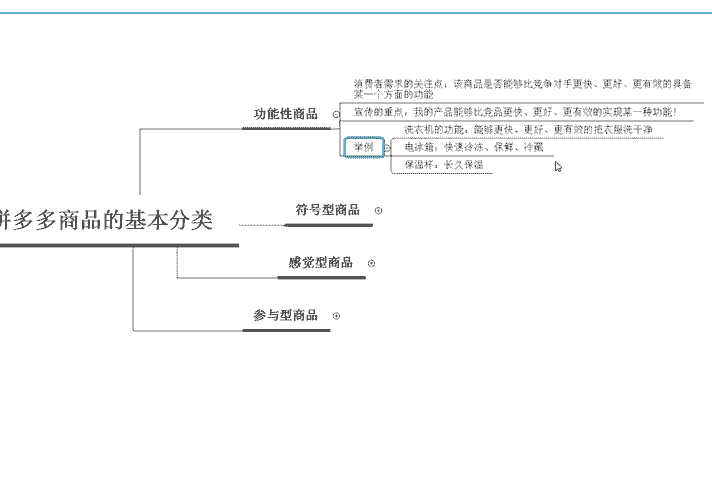 消费者需求的关注点：该商品是否能够比竞争对手更快、更好、更有效的具备
某一个方面的功能
功能性商品
宣传的重点：我的产品能够比竞品更快、更好、更有效的实现某一种功能！
洗衣机的功能：能够更快、更好、更有效的把衣服洗干净
举例
电冰箱：快速冷冻、保鲜、冷藏
保温杯：长久保温
拼多多商品的基本分类
符号型商品
感觉型商品
参与型商品